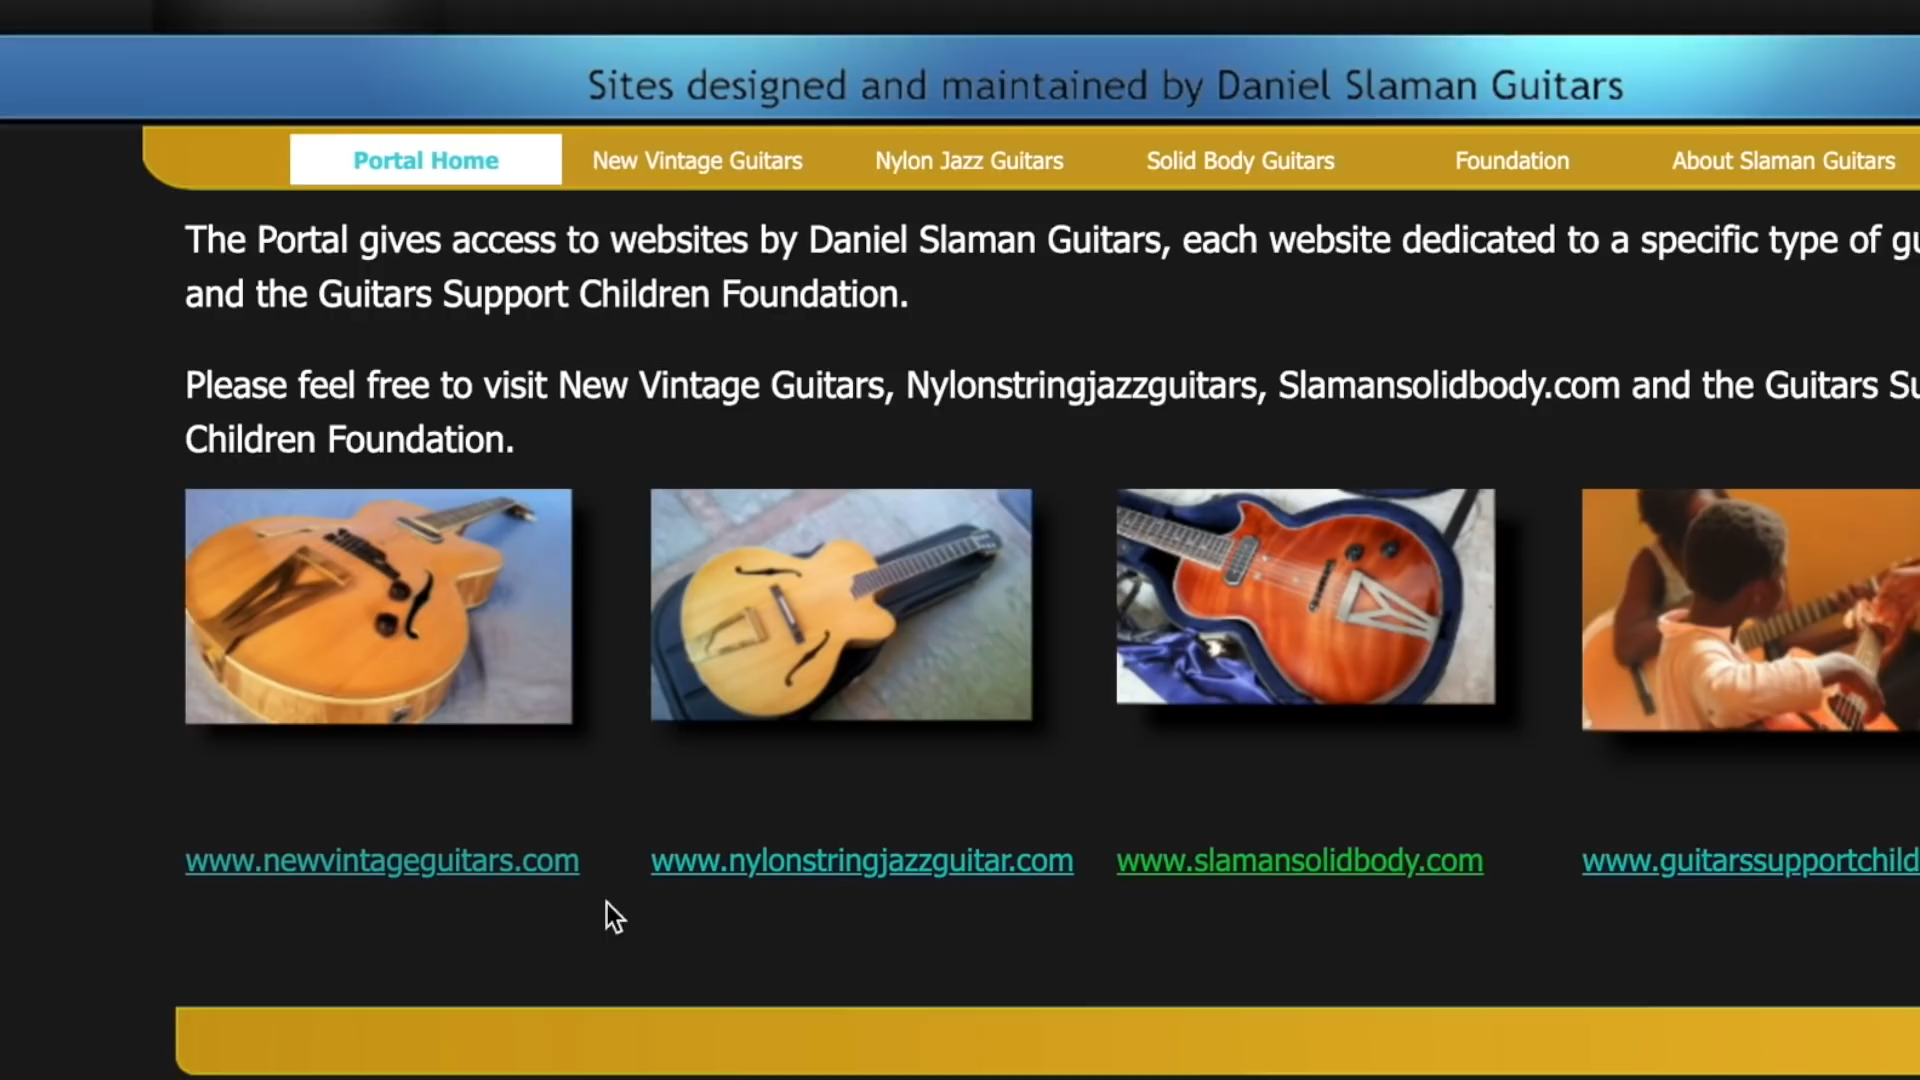 Sites designed and maintained by Daniel Slaman Guitars
Portal Home New Vintage Guitars Nylon Jazz Guitars Solid Body Guitars Foundation About Slaman Guitars
The Portal gives access to websites by Daniel Slaman Guitars, each website dedicated to a specific type of
and the Guitars Support Children Foundation.
Please feel free to visit New Vintage Guitars, Nylonstringjazzguitars, Slamansolidbody.com and the Guitars
Children Foundation.
www.newvintageguitars.com www.nylonstringjazzguitar.com www.slamansolidbody.com www.guitarssupportchild